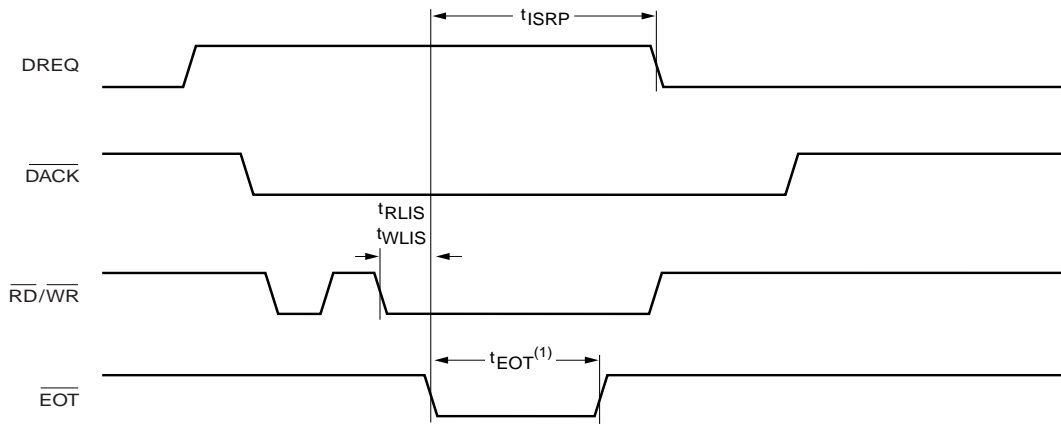 tISRP
DREQ
DACK
tRLIS
tWLIS
RD/WR
tEOT(1)
EOT